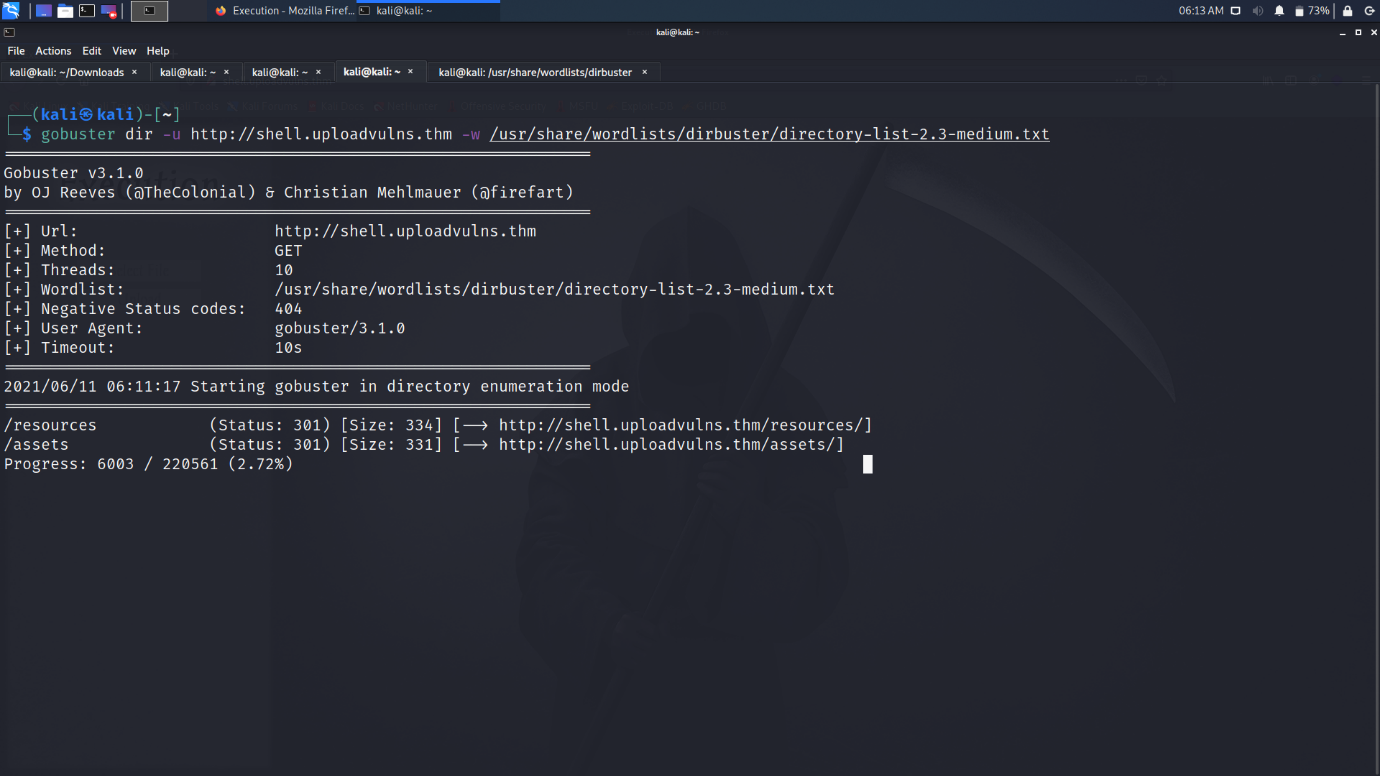 Execution - Mozilla Firef... kali@kali: ~ 06:13 AM 73%
kali@kali: ~
File Actions Edit View Help
kali@kali: ~/Downloads × kali@kali: ~ × kali@kali: ~ × kali@kali: ~ × kali@kali: /usr/share/wordlists/dirbuster ×
┌──(kali㉿kali)-[~]
└─$ gobuster dir -u http://shell.uploadvulns.thm -w /usr/share/wordlists/dirbuster/directory-list-2.3-medium.txt
===============================================================
Gobuster v3.1.0
by OJ Reeves (@TheColonial) & Christian Mehlmauer (@firefart)
===============================================================
[+] Url: http://shell.uploadvulns.thm
[+] Method: GET
[+] Threads: 10
[+] Wordlist: /usr/share/wordlists/dirbuster/directory-list-2.3-medium.txt
[+] Negative Status codes: 404
[+] User Agent: gobuster/3.1.0
[+] Timeout: 10s
===============================================================
2021/06/11 06:11:17 Starting gobuster in directory enumeration mode
===============================================================
/resources (Status: 301) [Size: 334] [--> http://shell.uploadvulns.thm/resources/]
/assets (Status: 301) [Size: 331] [--> http://shell.uploadvulns.thm/assets/]
Progress: 6003 / 220561 (2.72%)